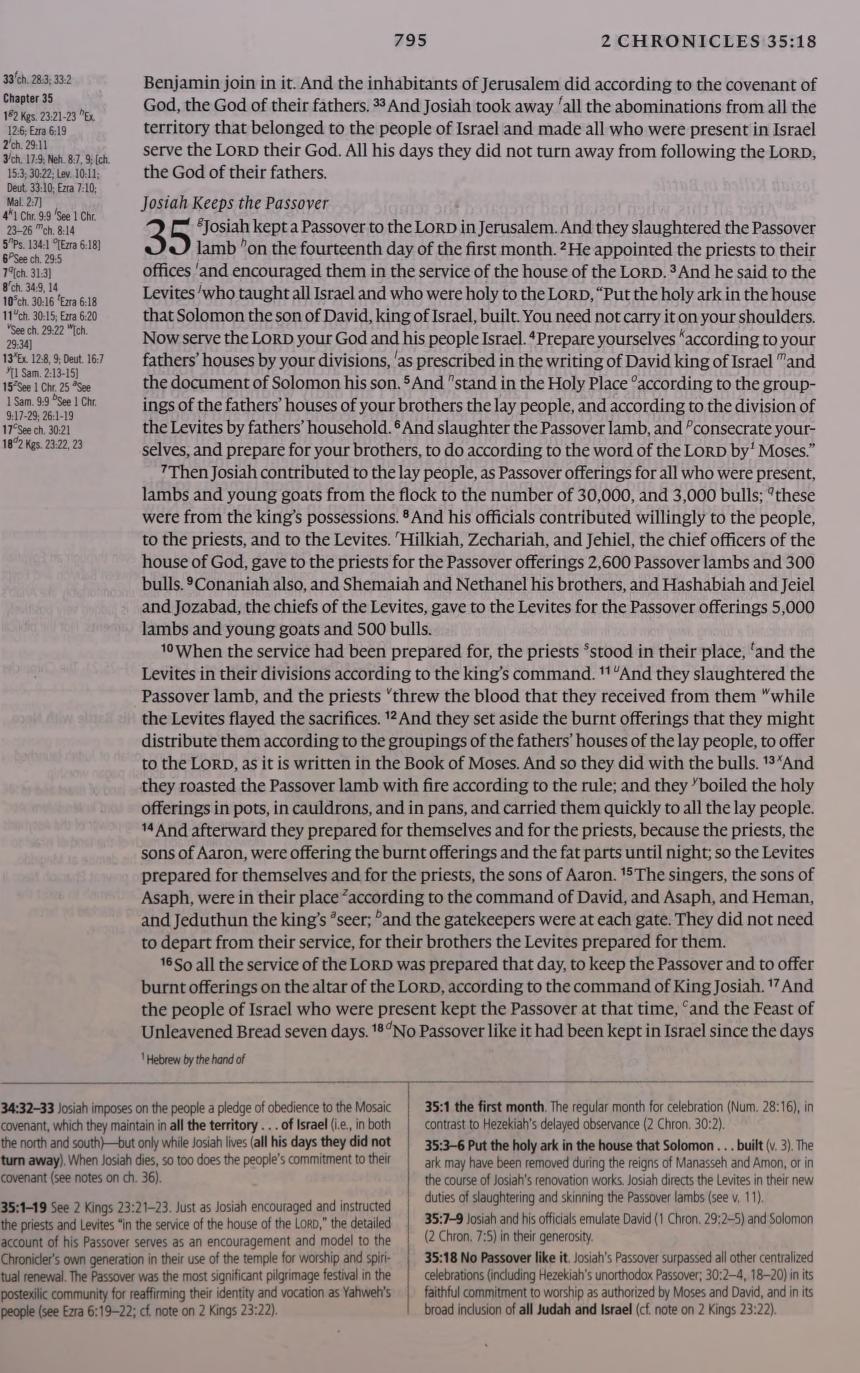 795
2 CHRONICLES 35:18
33 f ch. 28:3; 33:2
Chapter 35
1 g 2 Kgs. 23:21-23 h Ex.
12:6; Ezra 6:19
2 i ch. 29:11
3 j ch. 17:9; Neh. 8:7, 9; [ch.
15:3; 30:22; Lev. 10:11;
Deut. 33:10; Ezra 7:10;
Mal. 2:7]
4 k 1 Chr. 9:9 l See 1 Chr.
23–26 m ch. 8:14
5 n Ps. 134:1 o [Ezra 6:18]
6 p See ch. 29:5
7 q [ch. 31:3]
8 r ch. 34:9, 14
10 s ch. 30:16 t Ezra 6:18
11 u ch. 30:15; Ezra 6:20
v See ch. 29:22 w [ch.
29:34]
13 x Ex. 12:8, 9; Deut. 16:7
y [1 Sam. 2:13-15]
15 z See 1 Chr. 25 a See
1 Sam. 9:9 b See 1 Chr.
9:17-29; 26:1-19
17 c See ch. 30:21
18 d 2 Kgs. 23:22, 23
Benjamin join in it. And the inhabitants of Jerusalem did according to the covenant of
God, the God of their fathers. 33 And Josiah took away f all the abominations from all the
territory that belonged to the people of Israel and made all who were present in Israel
serve the LORD their God. All his days they did not turn away from following the LORD,
the God of their fathers.
Josiah Keeps the Passover
35 g Josiah kept a Passover to the LORD in Jerusalem. And they slaughtered the Passover
lamb h on the fourteenth day of the first month. 2 He appointed the priests to their
offices i and encouraged them in the service of the house of the LORD. 3 And he said to the
Levites j who taught all Israel and who were holy to the LORD, “Put the holy ark in the house
that Solomon the son of David, king of Israel, built. You need not carry it on your shoulders.
Now serve the LORD your God and his people Israel. 4 Prepare yourselves k according to your
fathers’ houses by your divisions, l as prescribed in the writing of David king of Israel m and
the document of Solomon his son. 5 And n stand in the Holy Place o according to the group-
ings of the fathers’ houses of your brothers the lay people, and according to the division of
the Levites by fathers’ household. 6 And slaughter the Passover lamb, and p consecrate your-
selves, and prepare for your brothers, to do according to the word of the LORD by 1 Moses.”
7 Then Josiah contributed to the lay people, as Passover offerings for all who were present,
lambs and young goats from the flock to the number of 30,000, and 3,000 bulls; q these
were from the king’s possessions. 8 And his officials contributed willingly to the people,
to the priests, and to the Levites. r Hilkiah, Zechariah, and Jehiel, the chief officers of the
house of God, gave to the priests for the Passover offerings 2,600 Passover lambs and 300
bulls. 9 Conaniah also, and Shemaiah and Nethanel his brothers, and Hashabiah and Jeiel
and Jozabad, the chiefs of the Levites, gave to the Levites for the Passover offerings 5,000
lambs and young goats and 500 bulls.
10 When the service had been prepared for, the priests s stood in their place, t and the
Levites in their divisions according to the king’s command. 11 u And they slaughtered the
Passover lamb, and the priests v threw the blood that they received from them w while
the Levites flayed the sacrifices. 12 And they set aside the burnt offerings that they might
distribute them according to the groupings of the fathers’ houses of the lay people, to offer
to the LORD, as it is written in the Book of Moses. And so they did with the bulls. 13 x And
they roasted the Passover lamb with fire according to the rule; and they y boiled the holy
offerings in pots, in cauldrons, and in pans, and carried them quickly to all the lay people.
14 And afterward they prepared for themselves and for the priests, because the priests, the
sons of Aaron, were offering the burnt offerings and the fat parts until night; so the Levites
prepared for themselves and for the priests, the sons of Aaron. 15 The singers, the sons of
Asaph, were in their place z according to the command of David, and Asaph, and Heman,
and Jeduthun the king’s a seer; b and the gatekeepers were at each gate. They did not need
to depart from their service, for their brothers the Levites prepared for them.
16 So all the service of the LORD was prepared that day, to keep the Passover and to offer
burnt offerings on the altar of the LORD, according to the command of King Josiah. 17 And
the people of Israel who were present kept the Passover at that time, c and the Feast of
Unleavened Bread seven days. 18 d No Passover like it had been kept in Israel since the days
1 Hebrew by the hand of
34:32–33 Josiah imposes on the people a pledge of obedience to the Mosaic
covenant, which they maintain in all the territory . . . of Israel (i.e., in both
the north and south)—but only while Josiah lives (all his days they did not
turn away). When Josiah dies, so too does the people’s commitment to their
covenant (see notes on ch. 36).
35:1–19 See 2 Kings 23:21–23. Just as Josiah encouraged and instructed
the priests and Levites “in the service of the house of the LORD,” the detailed
account of his Passover serves as an encouragement and model to the
Chronicler’s own generation in their use of the temple for worship and spiri-
tual renewal. The Passover was the most significant pilgrimage festival in the
postexilic community for reaffirming their identity and vocation as Yahweh’s
people (see Ezra 6:19–22; cf. note on 2 Kings 23:22).
35:1 the first month. The regular month for celebration (Num. 28:16), in
contrast to Hezekiah’s delayed observance (2 Chron. 30:2).
35:3–6 Put the holy ark in the house that Solomon . . . built (v. 3). The
ark may have been removed during the reigns of Manasseh and Amon, or in
the course of Josiah’s renovation works. Josiah directs the Levites in their new
duties of slaughtering and skinning the Passover lambs (see v. 11).
35:7–9 Josiah and his officials emulate David (1 Chron. 29:2–5) and Solomon
(2 Chron. 7:5) in their generosity.
35:18 No Passover like it. Josiah’s Passover surpassed all other centralized
celebrations (including Hezekiah’s unorthodox Passover; 30:2–4, 18–20) in its
faithful commitment to worship as authorized by Moses and David, and in its
broad inclusion of all Judah and Israel (cf. note on 2 Kings 23:22).